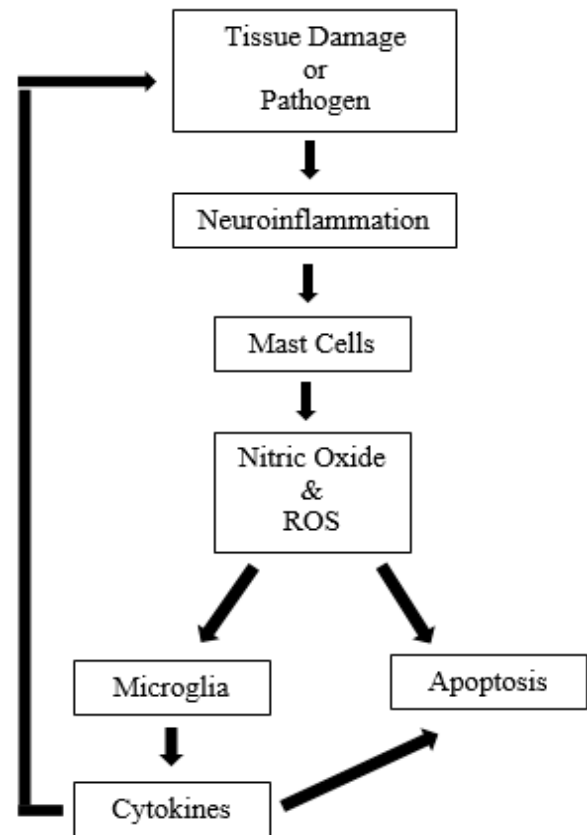 Tissue Damage
or
Pathogen
Neuroinflammation
Mast Cells
Nitric Oxide
&
ROS
Microglia
Apoptosis
Cytokines